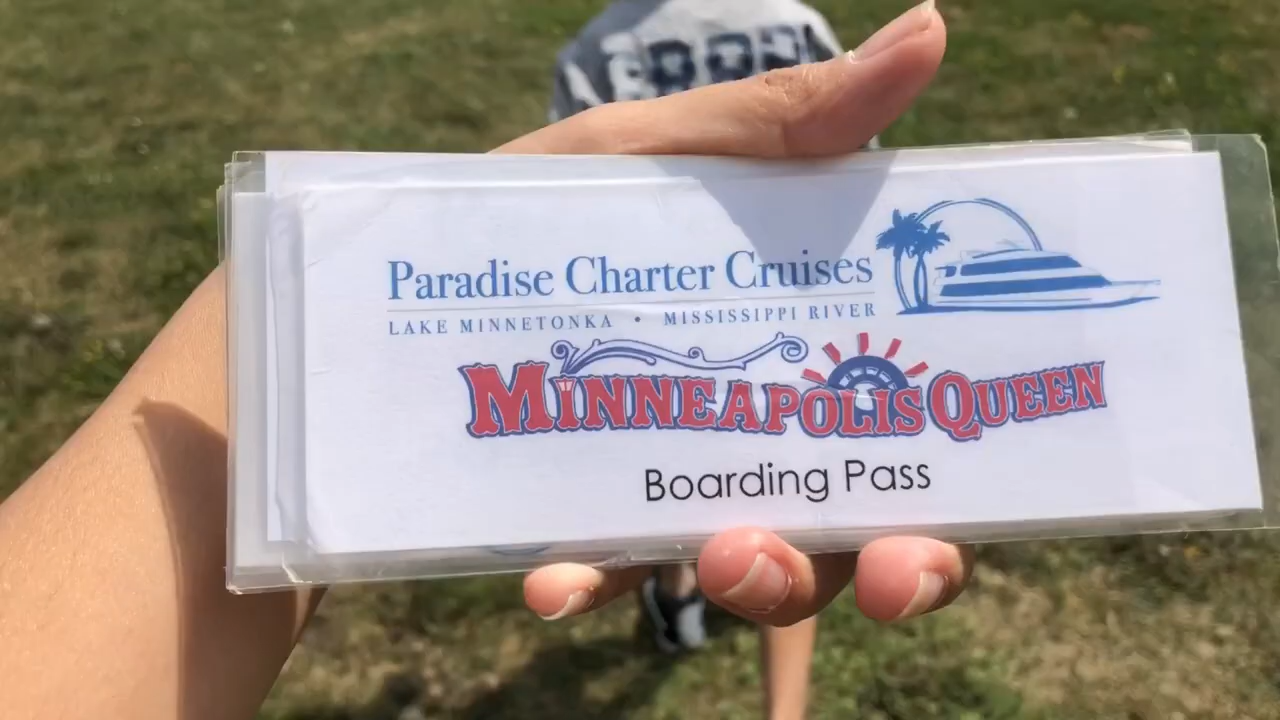 Paradise Charter Cruises
LAKE MINNETONKA • MISSISSIPPI RIVER
MINNEAPOLIS QUEEN
Boarding Pass